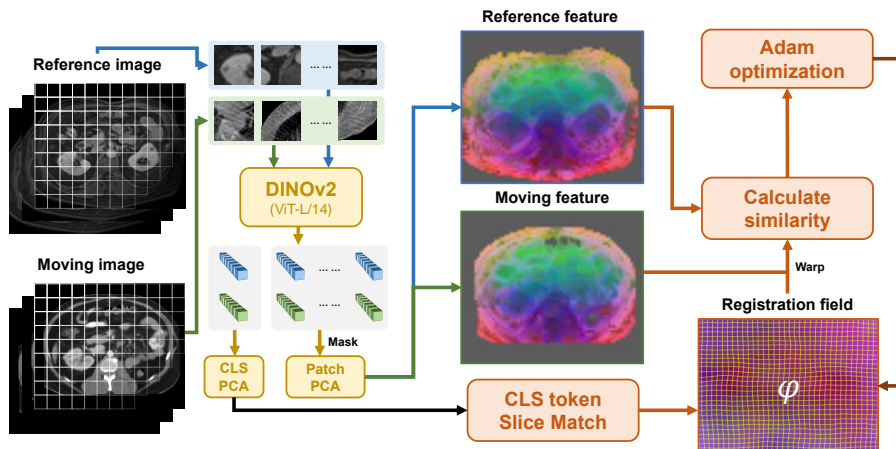 Reference image
... ...
... ...
DINOv2
(ViT-L/14)
Moving image
... ...
... ...
Mask
CLS
PCA
Patch
PCA
Reference feature
Moving feature
Adam
optimization
Calculate
similarity
Warp
Registration field
φ
CLS token
Slice Match